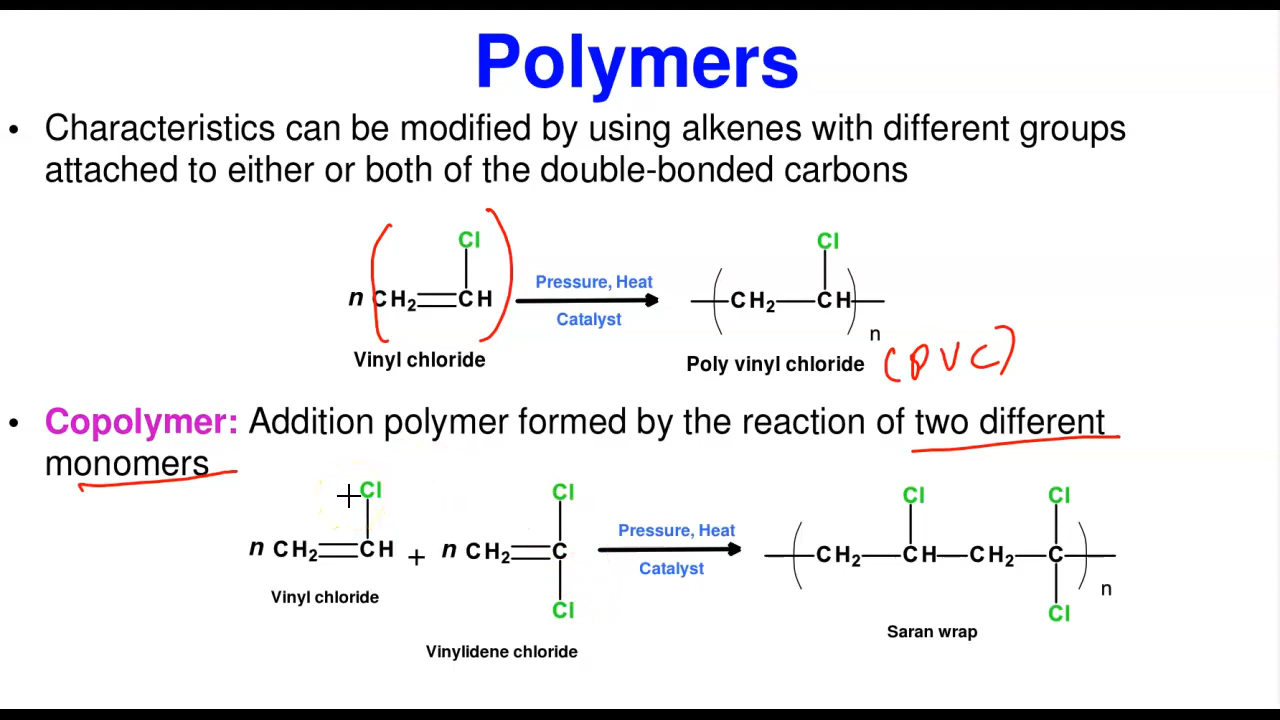 Polymers
• Characteristics can be modified by using alkenes with different groups
attached to either or both of the double-bonded carbons
Cl Cl
n CH₂ CH Pressure, Heat CH₂ CH
Catalyst n
Vinyl chloride Poly vinyl chloride (PVC)
• Copolymer: Addition polymer formed by the reaction of two different
monomers
Cl Cl Cl Cl
n CH₂ CH + n CH₂ C Pressure, Heat CH₂ CH CH₂ C
Catalyst n
Vinyl chloride Cl Cl
Saran wrap
Vinylidene chloride